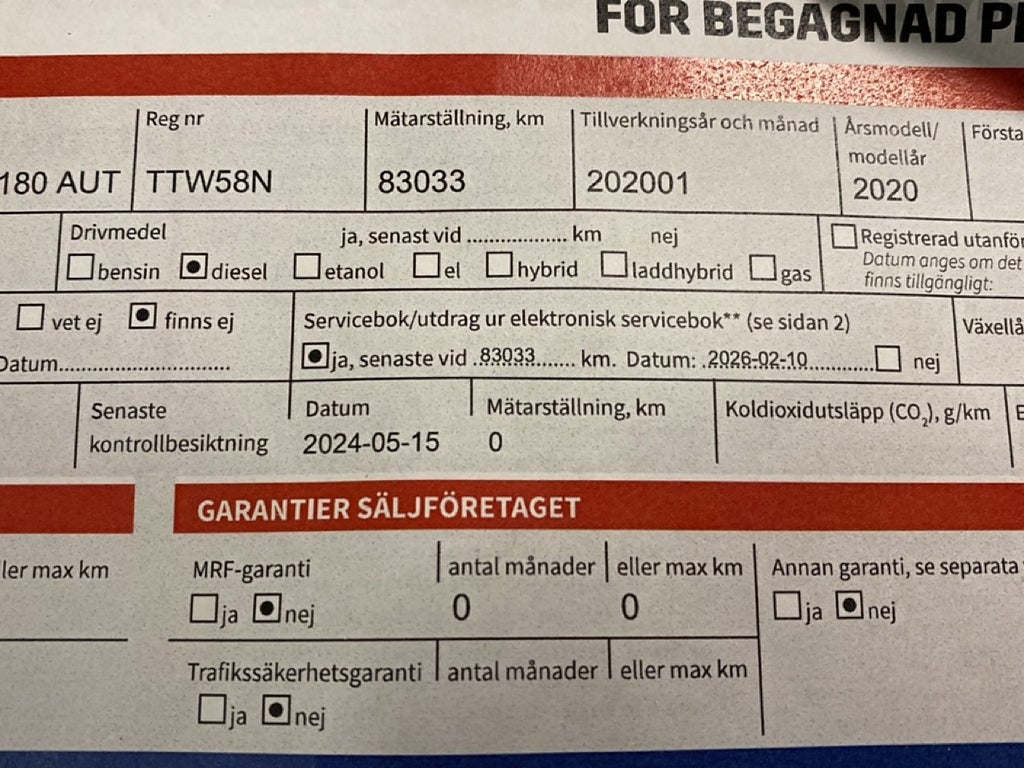 FÖR BEGAGNAD
Reg nr
Mätarställning, km
Tillverkningsår och månad
Årsmodell/
modellår
Första
180 AUT
TTW58N
83033
202001
2020
Drivmedel
ja, senast vid .................. km
nej
bensin
diesel
etanol
el
hybrid
laddhybrid
gas
Registrerad
Datum anges om det
finns tillgängligt:
vet ej
finns ej
Datum..............................
Servicebok/utdrag ur elektronisk servicebok** (se sidan 2)
ja, senaste vid .83033....... km. Datum: .2026-02-10............ nej
Senaste
kontrollbesiktning
Datum
2024-05-15
Mätarställning, km
0
Koldioxidutsläpp (CO₂), g/km
GARANTIER SÄLJFÖRETAGET
max km
MRF-garanti
ja
nej
antal månader
0
eller max km
0
Annan garanti, se separata
ja
nej
Trafikssäkerhetsgaranti
ja
nej
antal månader
eller max km